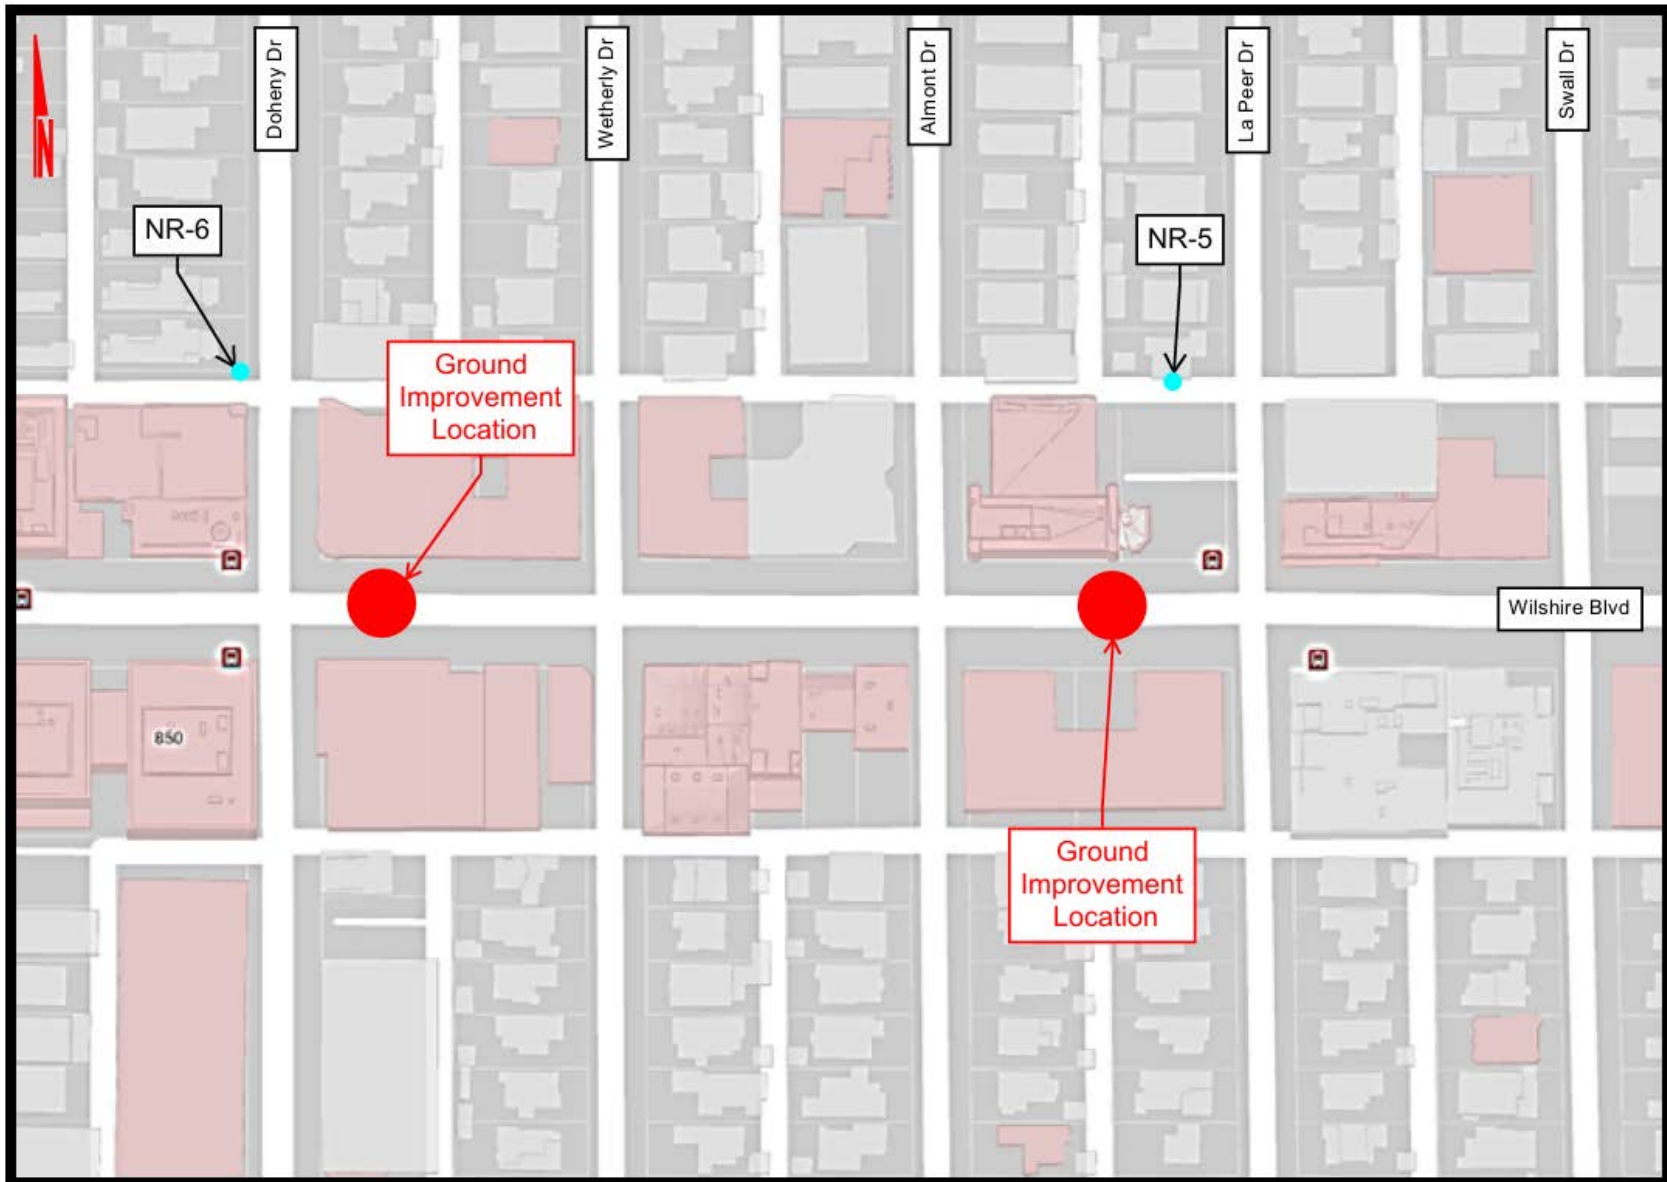 Doheny Dr
Wetherly Dr
Almont Dr
La Peer Dr
Swall Dr
N
NR-6
NR-5
Ground
Improvement
Location
Wilshire Blvd
850
Ground
Improvement
Location